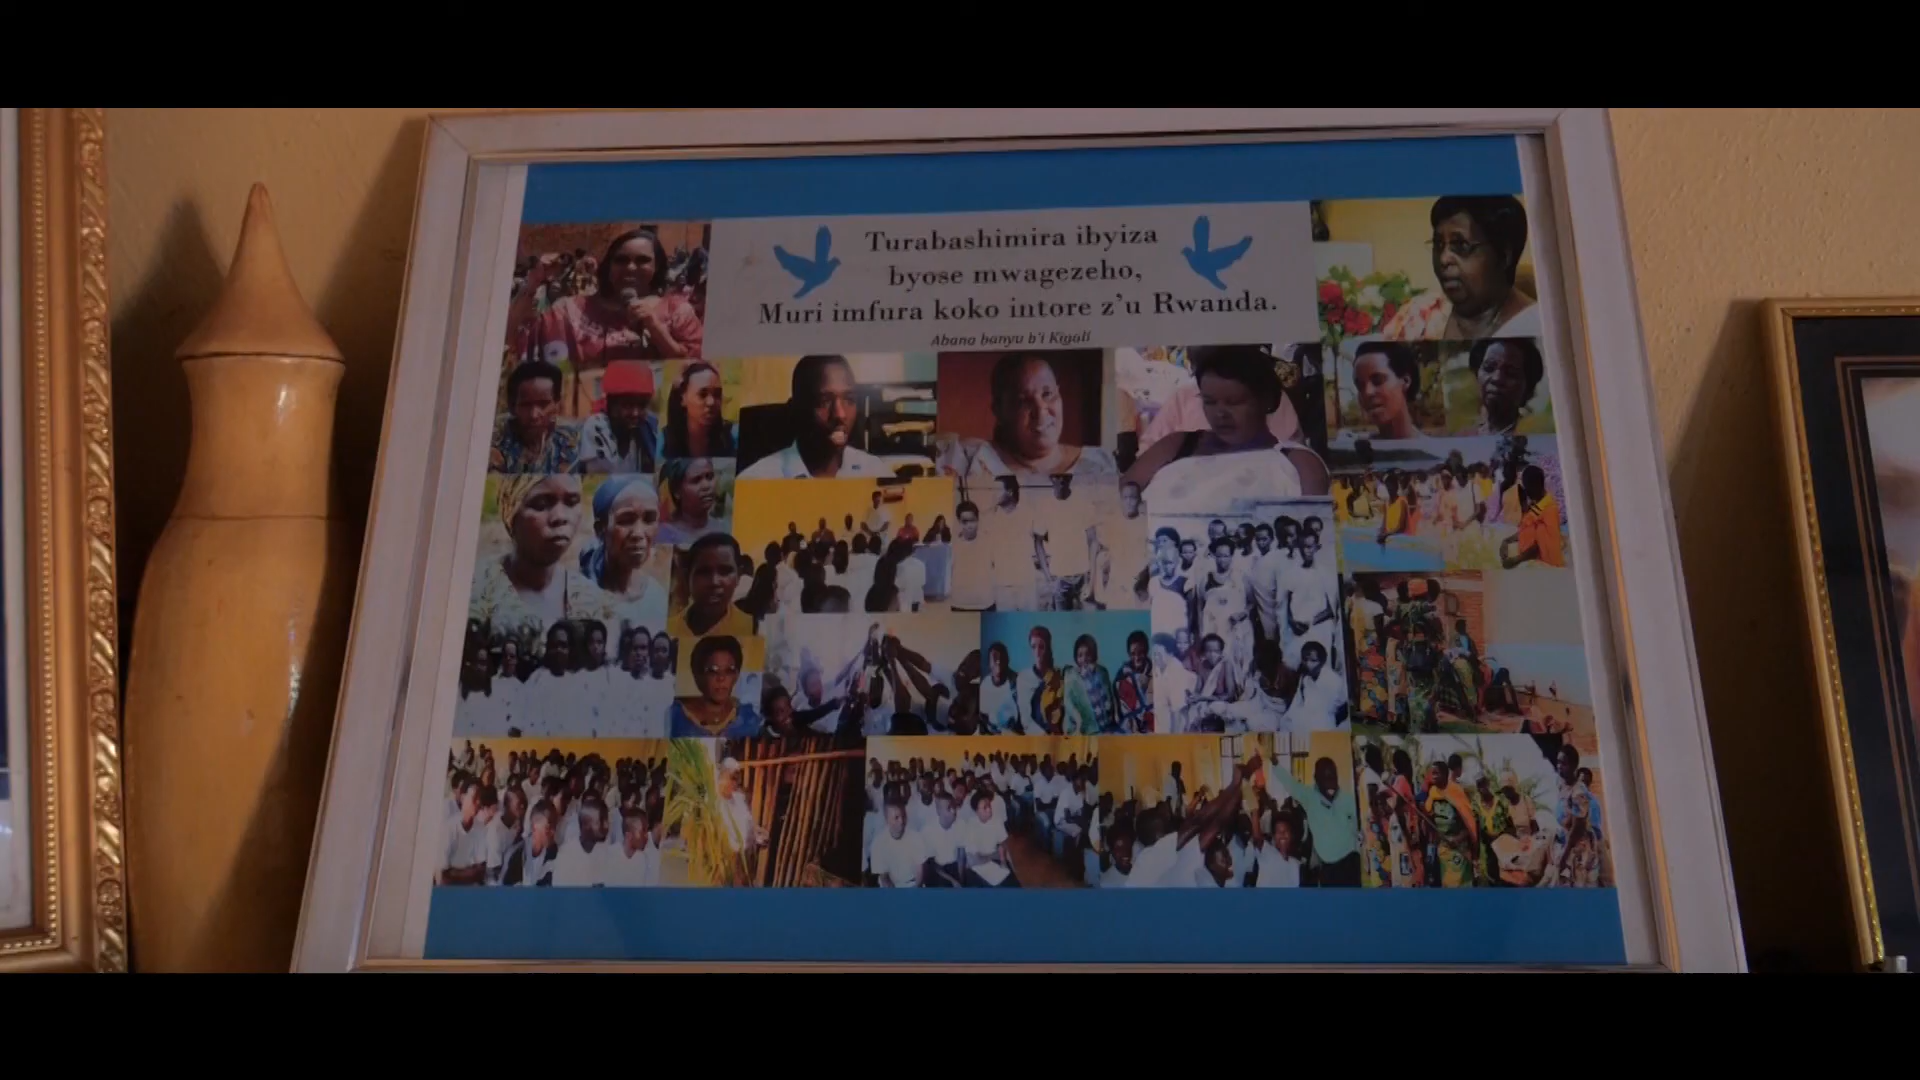 Turabashimira ibyiza
byose mwagezeho,
Muri imfura koko intore z'u Rwanda.
Abana banyu b'i Kigali